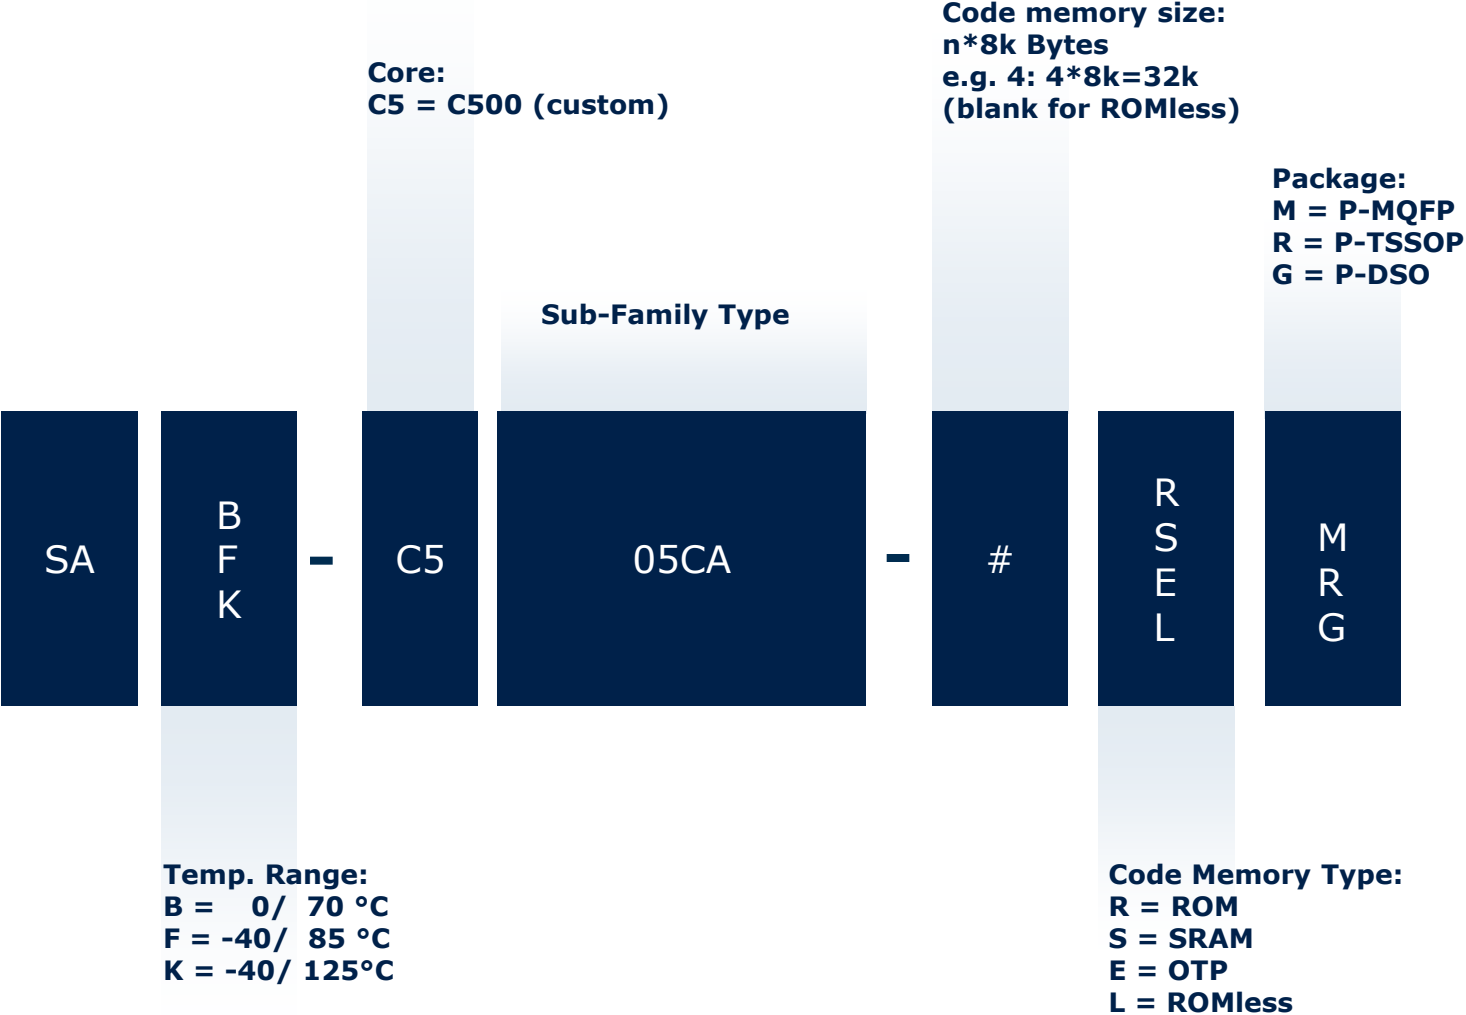 Code memory size:
n*8k Bytes
e.g. 4: 4*8k=32k
(blank for ROMless)
Core:
C5 = C500 (custom)
Package:
M = P-MQFP
R = P-TSSOP
G = P-DSO
Sub-Family Type
SA
B
F
K
-
C5
05CA
-
#
R
S
E
L
M
R
G
Temp. Range:
B = 0/ 70 °C
F = -40/ 85 °C
K = -40/ 125°C
Code Memory Type:
R = ROM
S = SRAM
E = OTP
L = ROMless